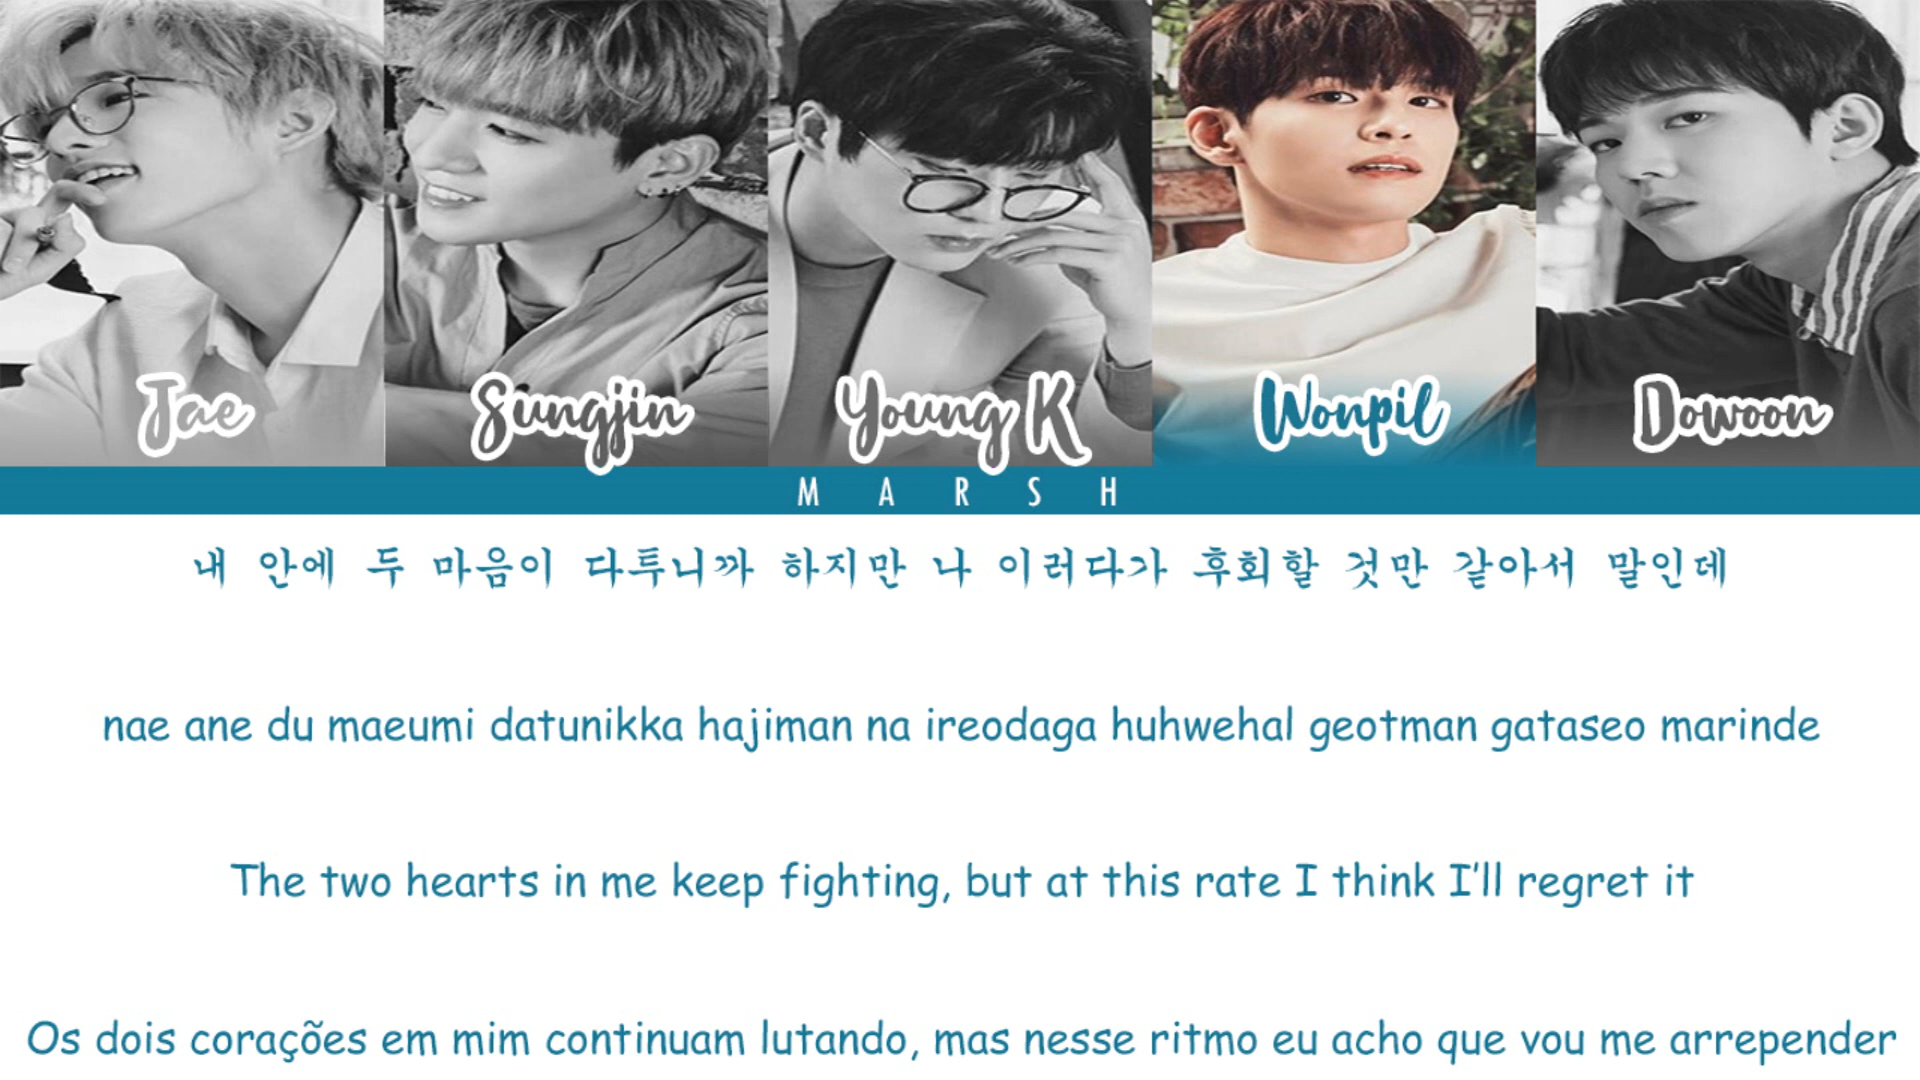 Jae
Sungjin
Young K
Wonpil
Dowoon
MARSH
내 안에 두 마음이 다투니까 하지만 나 이러다가 후회할 것만 같아서 말인데
nae ane du maeumi datunikka hajiman na ireodaga huhwehal geotman gataseo marinde
The two hearts in me keep fighting, but at this rate I think I'll regret it
Os dois corações em mim continuam lutando, mas nesse ritmo eu acho que vou me arrepender